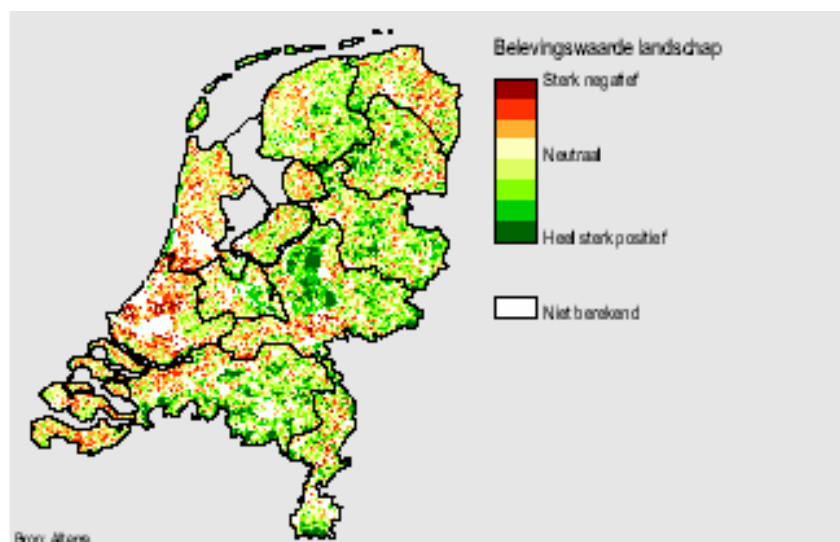 Belevingswaarde landschap
Sterk negatief
Neutraal
Heel sterk positief
Niet berekend
Bron: Alterra